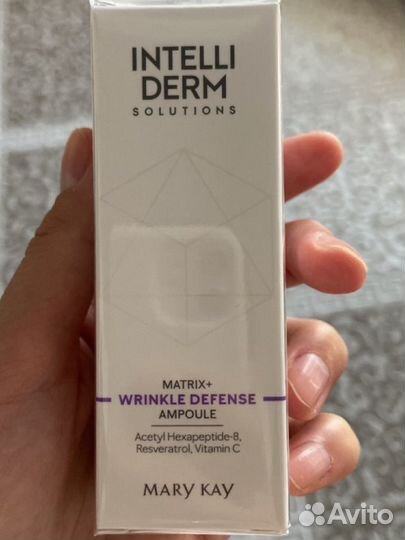 INTELLI
DERM
SOLUTIONS
MATRIX+
WRINKLE DEFENSE
AMPOULE
Acetyl Hexapeptide-8,
Resveratrol, Vitamin C
MARY KAY
Avito